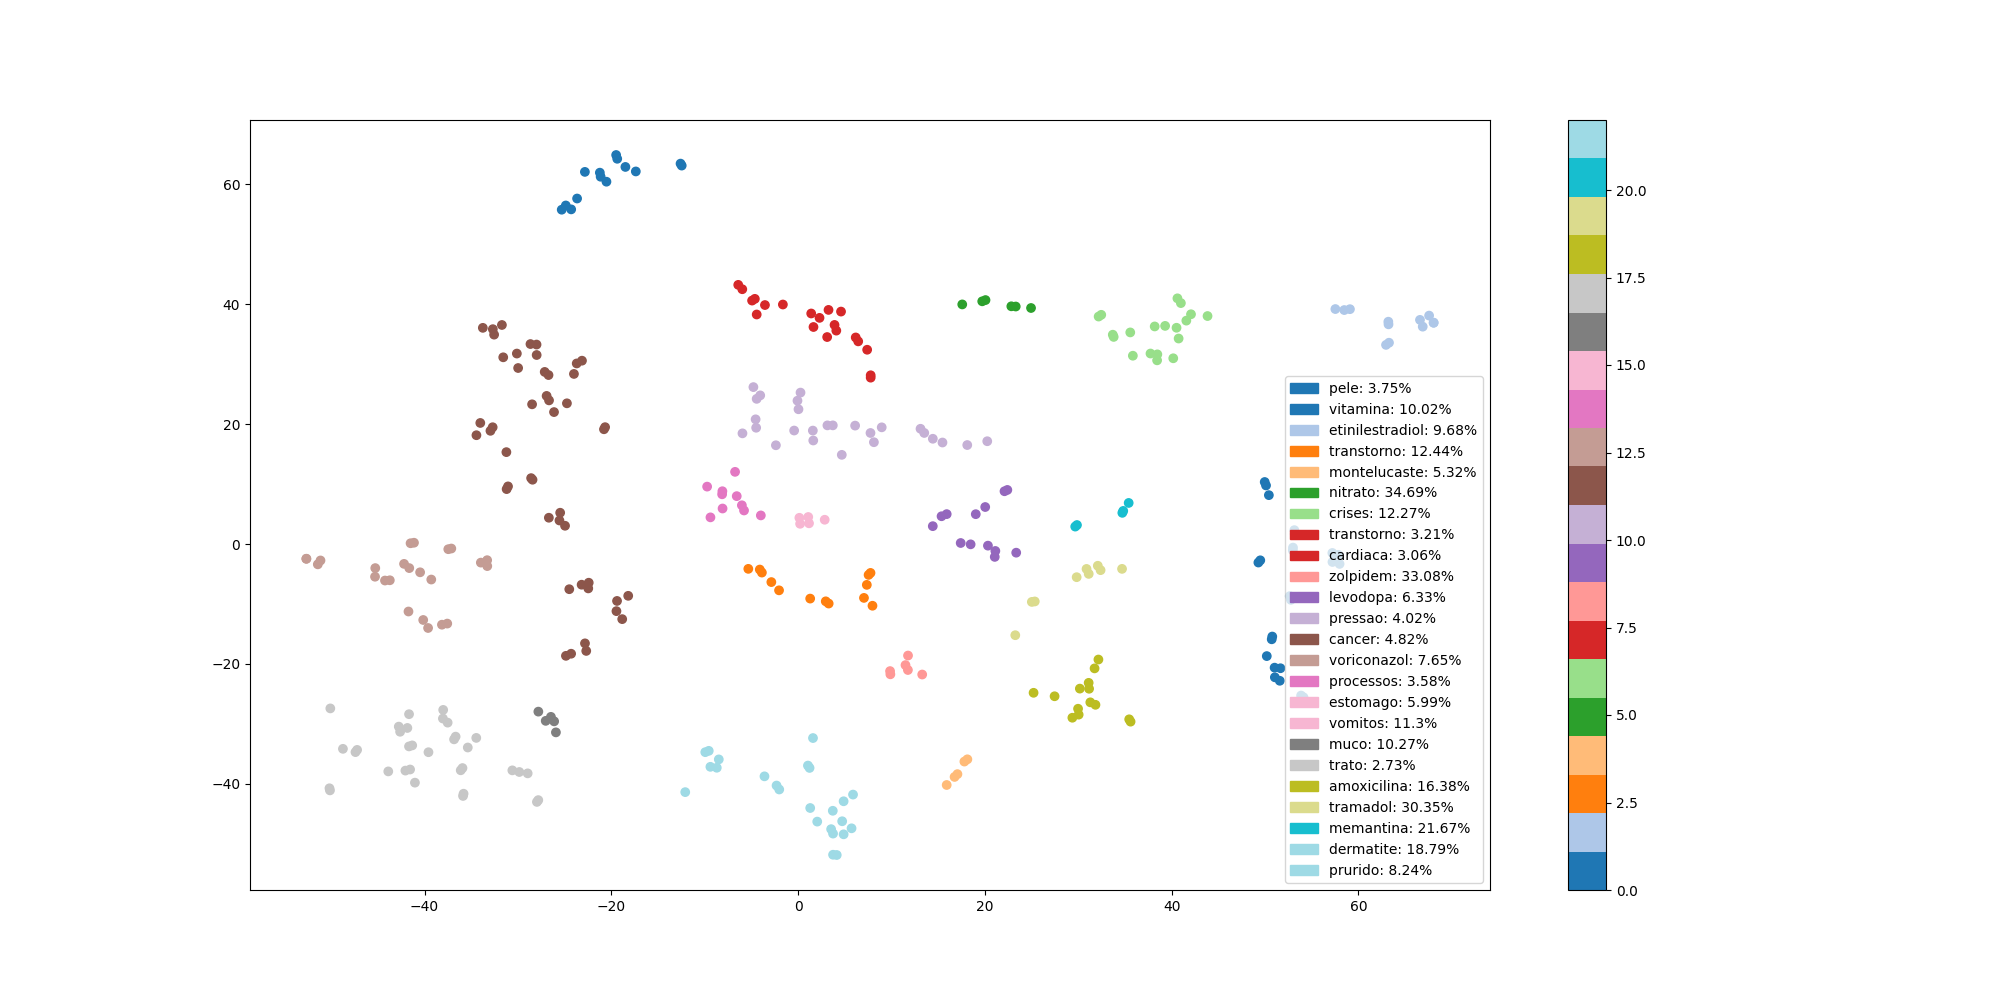 60
40
20
0
−20
−40
−40
−20
0
20
40
60
pele: 3.75%
vitamina: 10.02%
etinilestradiol: 9.68%
transtorno: 12.44%
montelucaste: 5.32%
nitrato: 34.69%
crises: 12.27%
transtorno: 3.21%
cardiaca: 3.06%
zolpidem: 33.08%
levodopa: 6.33%
pressao: 4.02%
cancer: 4.82%
voriconazol: 7.65%
processos: 3.58%
estomago: 5.99%
vomitos: 11.3%
muco: 10.27%
trato: 2.73%
amoxicilina: 16.38%
tramadol: 30.35%
memantina: 21.67%
dermatite: 18.79%
prurido: 8.24%
20.0
17.5
15.0
12.5
10.0
7.5
5.0
2.5
0.0